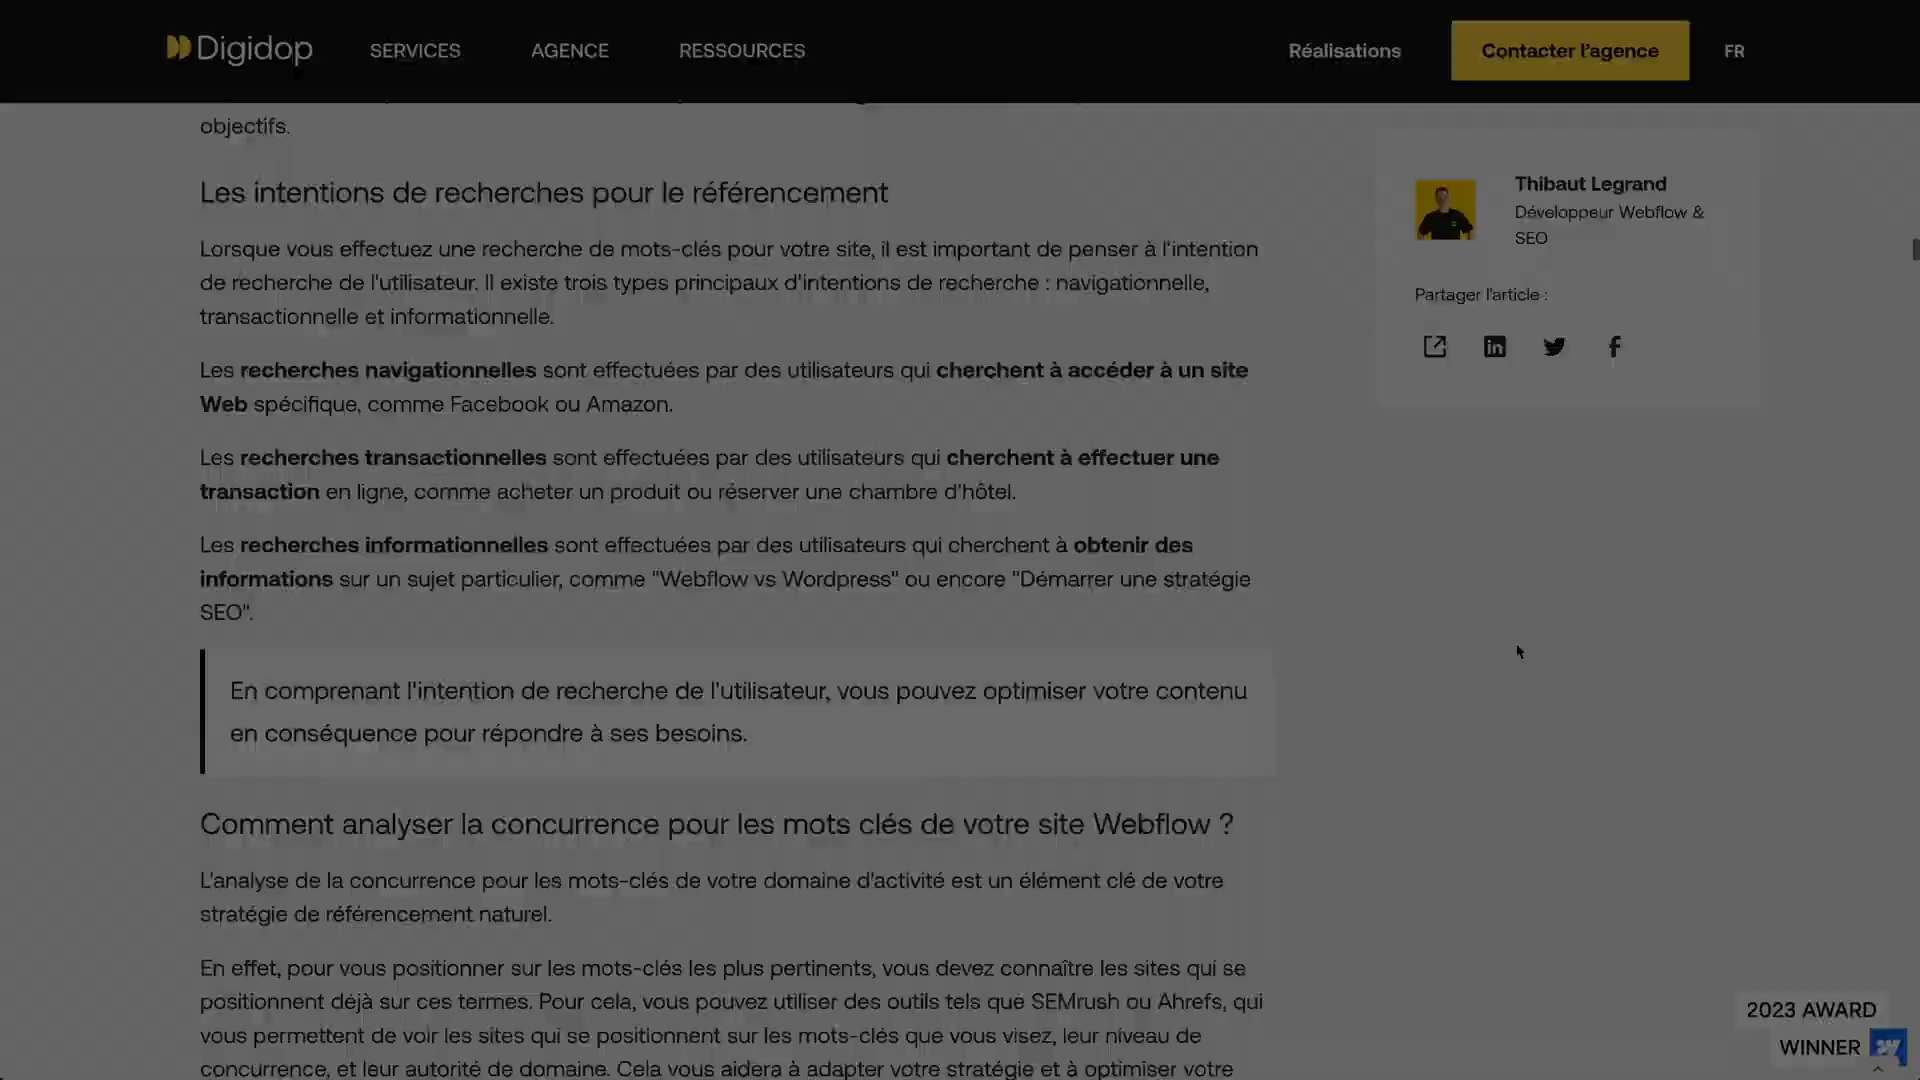 Digidop
SERVICES
AGENCE
RESSOURCES
Réalisations
Contacter l'agence
FR
objectifs.
Les intentions de recherches pour le référencement
Lorsque vous effectuez une recherche de mots-clés pour votre site, il est important de penser à l'intention
de recherche de l'utilisateur. Il existe trois types principaux d'intentions de recherche : navigationnelle,
transactionnelle et informationnelle.
Les recherches navigationnelles sont effectuées par des utilisateurs qui cherchent à accéder à un site
Web spécifique, comme Facebook ou Amazon.
Les recherches transactionnelles sont effectuées par des utilisateurs qui cherchent à effectuer une
transaction en ligne, comme acheter un produit ou réserver une chambre d'hôtel.
Les recherches informationnelles sont effectuées par des utilisateurs qui cherchent à obtenir des
informations sur un sujet particulier, comme "Webflow vs Wordpress" ou encore "Démarrer une stratégie
SEO".
En comprenant l'intention de recherche de l'utilisateur, vous pouvez optimiser votre contenu
en conséquence pour répondre à ses besoins.
Comment analyser la concurrence pour les mots clés de votre site Webflow ?
L'analyse de la concurrence pour les mots-clés de votre domaine d'activité est un élément clé de votre
stratégie de référencement naturel.
En effet, pour vous positionner sur les mots-clés les plus pertinents, vous devez connaître les sites qui se
positionnent déjà sur ces termes. Pour cela, vous pouvez utiliser des outils tels que SEMrush ou Ahrefs, qui
vous permettent de voir les sites qui se positionnent sur les mots-clés que vous visez, leur niveau de
concurrence, et leur autorité de domaine. Cela vous aidera à adapter votre stratégie et à optimiser votre
Thibaut Legrand
Développeur Webflow &
SEO
Partager l'article :
2023 AWARD
WINNER